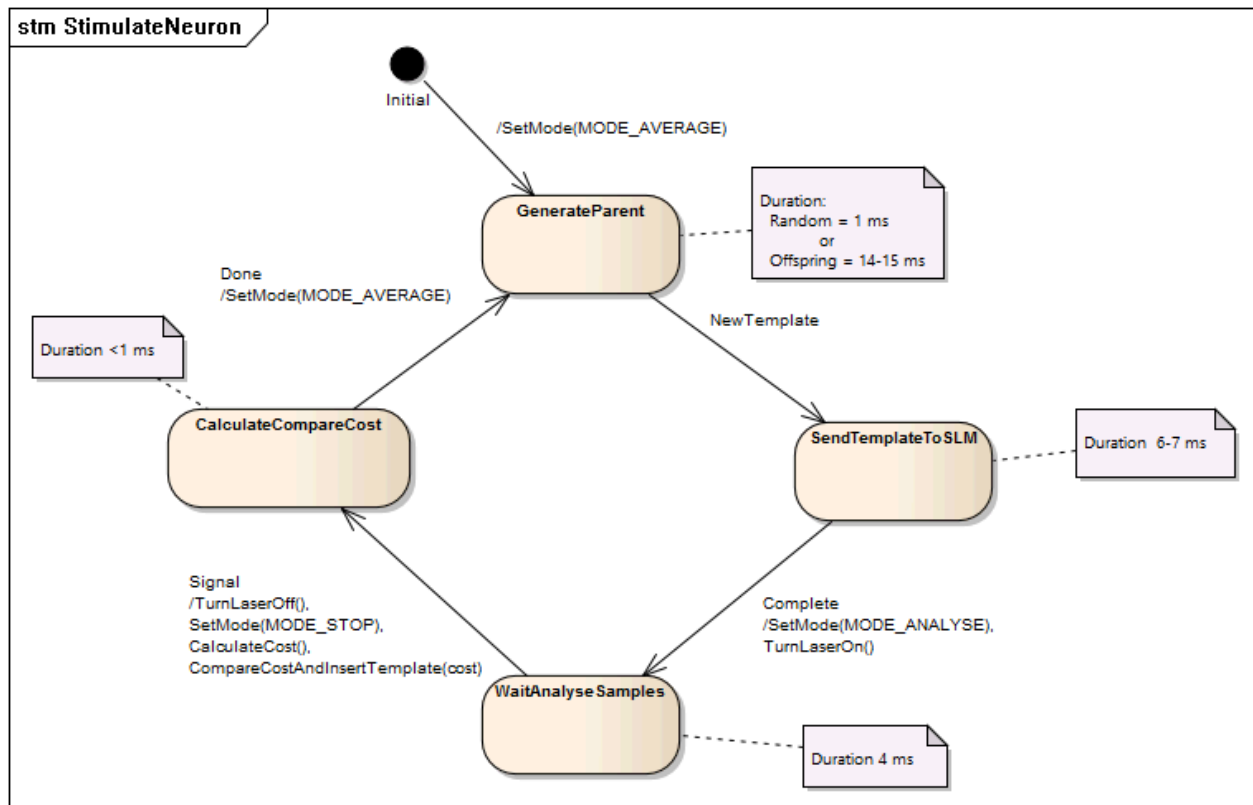 stm StimulateNeuron
Initial
/SetMode(MODE_AVERAGE)
GenerateParent
Duration:
Random = 1 ms
or
Offspring = 14-15 ms
Done
/SetMode(MODE_AVERAGE)
NewTemplate
Duration <1 ms
CalculateCompareCost
SendTemplateToSLM
Duration 6-7 ms
Signal
/TurnLaserOff(),
SetMode(MODE_STOP),
CalculateCost(),
CompareCostAndInsertTemplate(cost)
Complete
/SetMode(MODE_ANALYSE),
TurnLaserOn()
WaitAnalyseSamples
Duration 4 ms